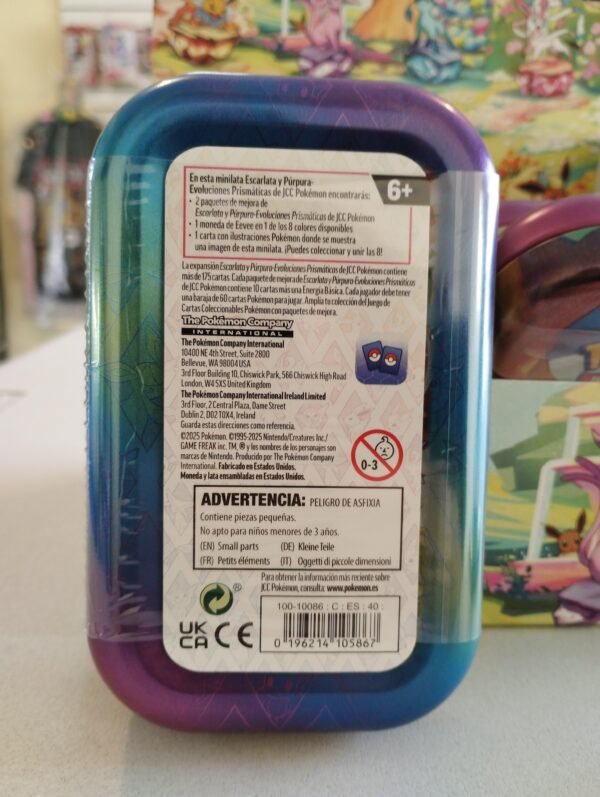 En esta minilata Escarlata y Púrpura-
Evoluciones Prismáticas de JCC Pokémon encontrarás:
6+
• 2 paquetes de mejora de
Escarlata y Púrpura-Evoluciones Prismáticas de JCC Pokémon
• 1 moneda de Eevee en 1 de los 8 colores disponibles
• 1 carta con ilustraciones Pokémon donde se muestra
una imagen de esta minilata. ¡Puedes coleccionar y unir las 8!
La expansión Escarlata y Púrpura-Evoluciones Prismáticas de JCC Pokémon contiene
más de 175 cartas. Cada paquete de mejora de Escarlata y Púrpura-Evoluciones Prismáticas
de JCC Pokémon contiene 10 cartas más una Energía Básica. Cada jugador debe tener
una baraja de 60 cartas Pokémon para jugar. Amplía tu colección del Juego de
Cartas Coleccionables Pokémon con paquetes de mejora.
The Pokémon Company
INTERNATIONAL
The Pokémon Company International
10400 NE 4th Street, Suite 2800
Bellevue, WA 98004 USA
3rd Floor Building 10, Chiswick Park, 566 Chiswick High Road
London, W4 5XS United Kingdom
The Pokémon Company International Ireland Limited
3rd Floor, 2 Central Plaza, Dame Street
Dublin 2, D02 T0X4, Ireland
Guarda estas direcciones como referencia.
©2025 Pokémon. ©1995-2025 Nintendo/Creatures Inc./
GAME FREAK inc. TM, ® y los nombres de los personajes son
marcas de Nintendo. Producido por The Pokémon Company
International. Fabricado en Estados Unidos.
Moneda y lata ensambladas en Estados Unidos.
0-3
ADVERTENCIA: PELIGRO DE ASFIXIA
Contiene piezas pequeñas.
No apto para niños menores de 3 años.
(EN) Small parts (DE) Kleine Teile
(FR) Petits éléments (IT) Oggetti di piccole dimensioni
Para obtener la información más reciente sobre
JCC Pokémon, consulta: www.pokemon.es
®
100-10086 : C : ES : 40 :
UK
CA CE
0 196214 105867